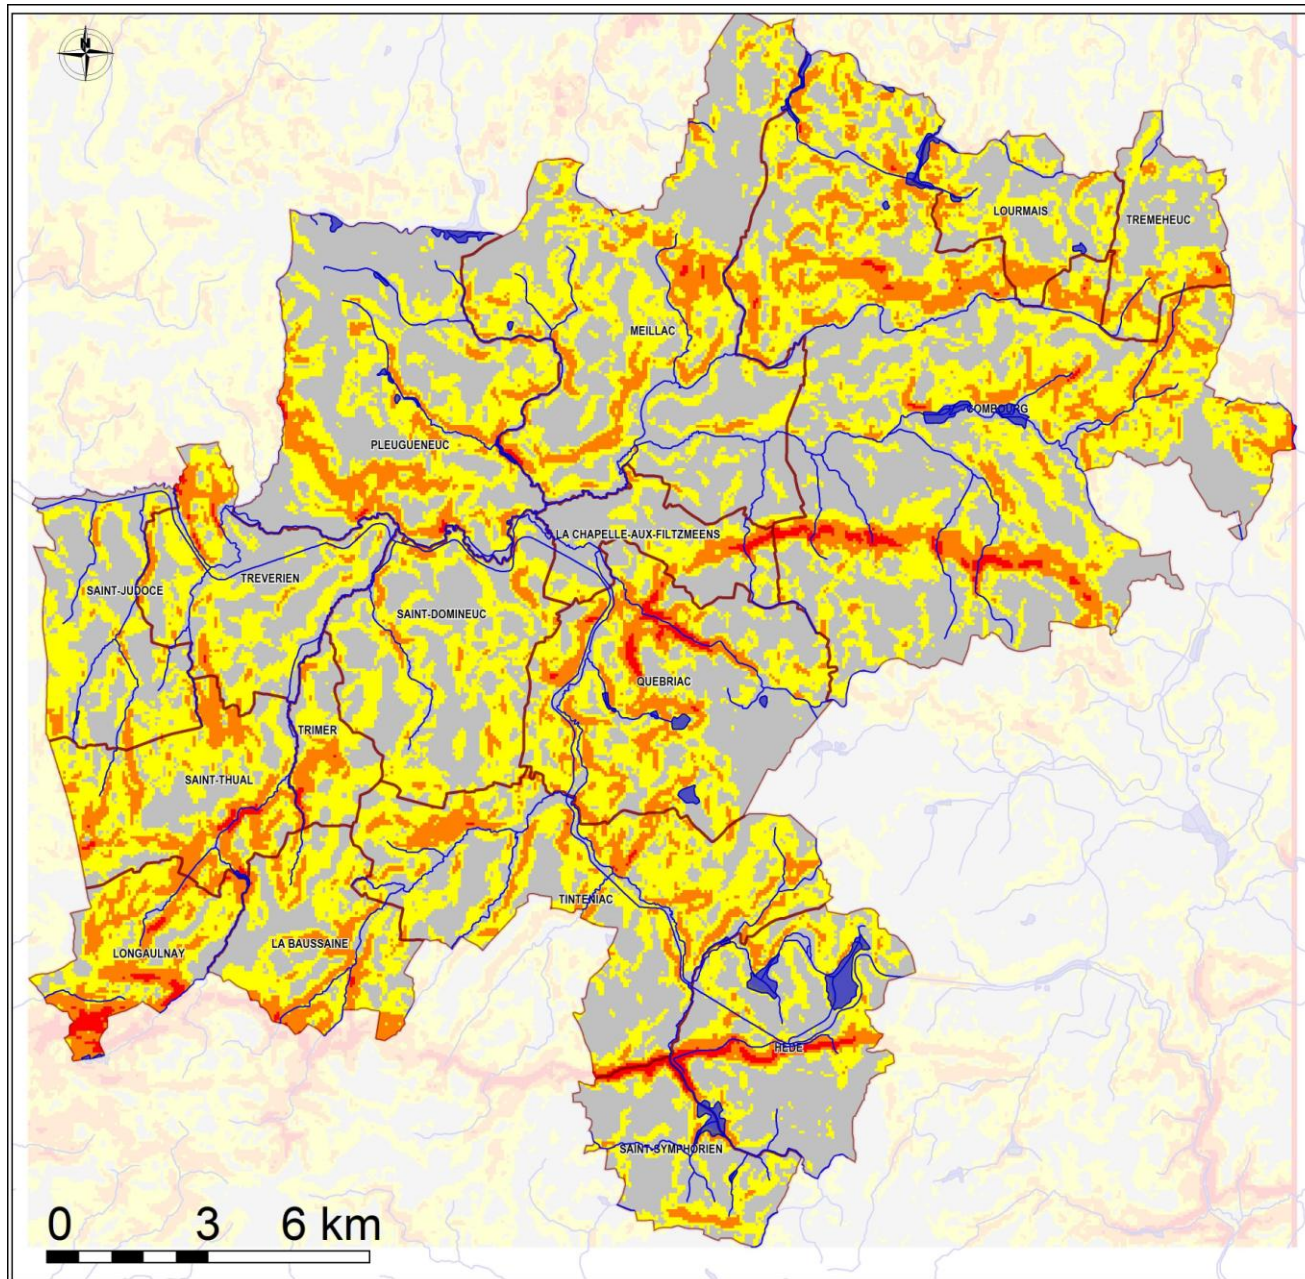 N
LOURMAIS
TREMEHEUC
MEILLAC
COMBOURG
PLEUGUENEUC
LA CHAPELLE-AUX-FILTZMEENS
TREVERIEN
SAINT-JUDOCE
SAINT-DOMINEUC
QUEBRIAC
TRIMER
SAINT-THUAL
TINTENIAC
LA BAUSSAINE
LONGAULNAY
HEDE
SAINT-SYMPHORIEN
0 3 6 km